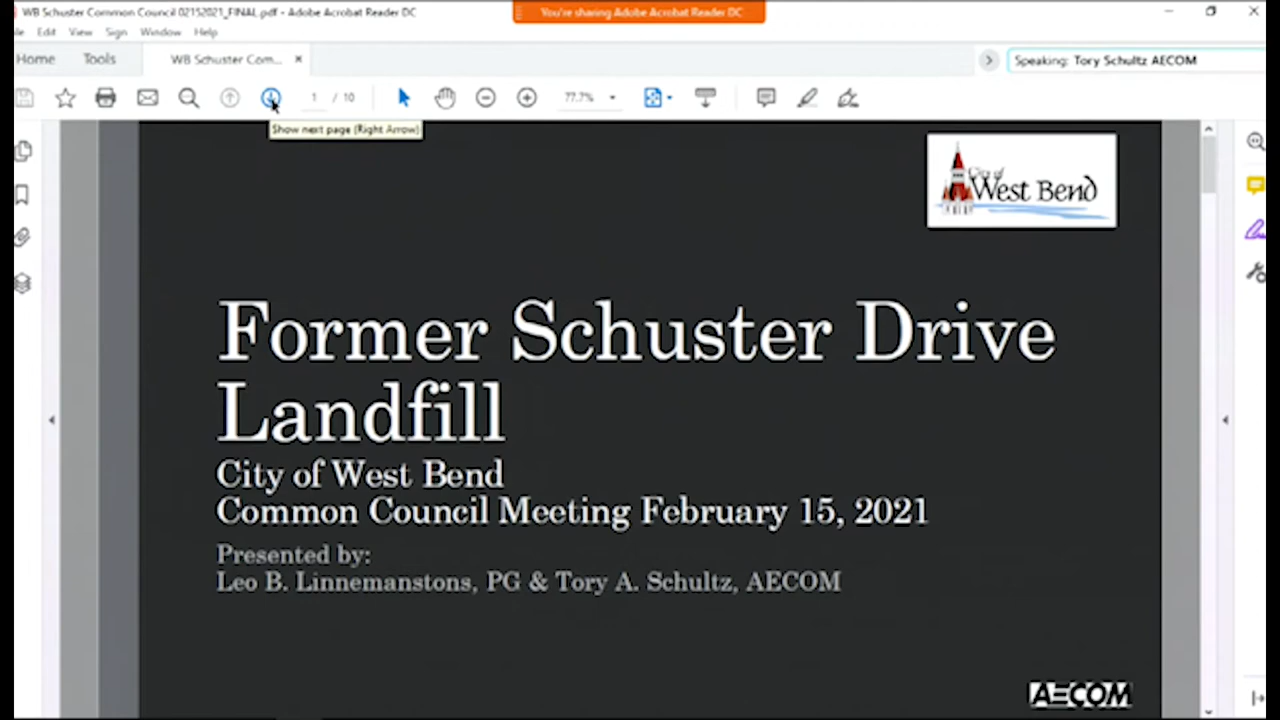 WB Schuster Common Council 02152021_FINAL.pdf - Adobe Acrobat Reader DC
You're sharing Adobe Acrobat Reader DC
Edit View Sign Window Help
Home Tools WB Schuster Com...
Speaking: Tory Schultz AECOM
1 / 10
77.7%
Show next page (Right Arrow)
City of
West Bend
Former Schuster Drive
Landfill
City of West Bend
Common Council Meeting February 15, 2021
Presented by:
Leo B. Linnemanstons, PG & Tory A. Schultz, AECOM
AECOM